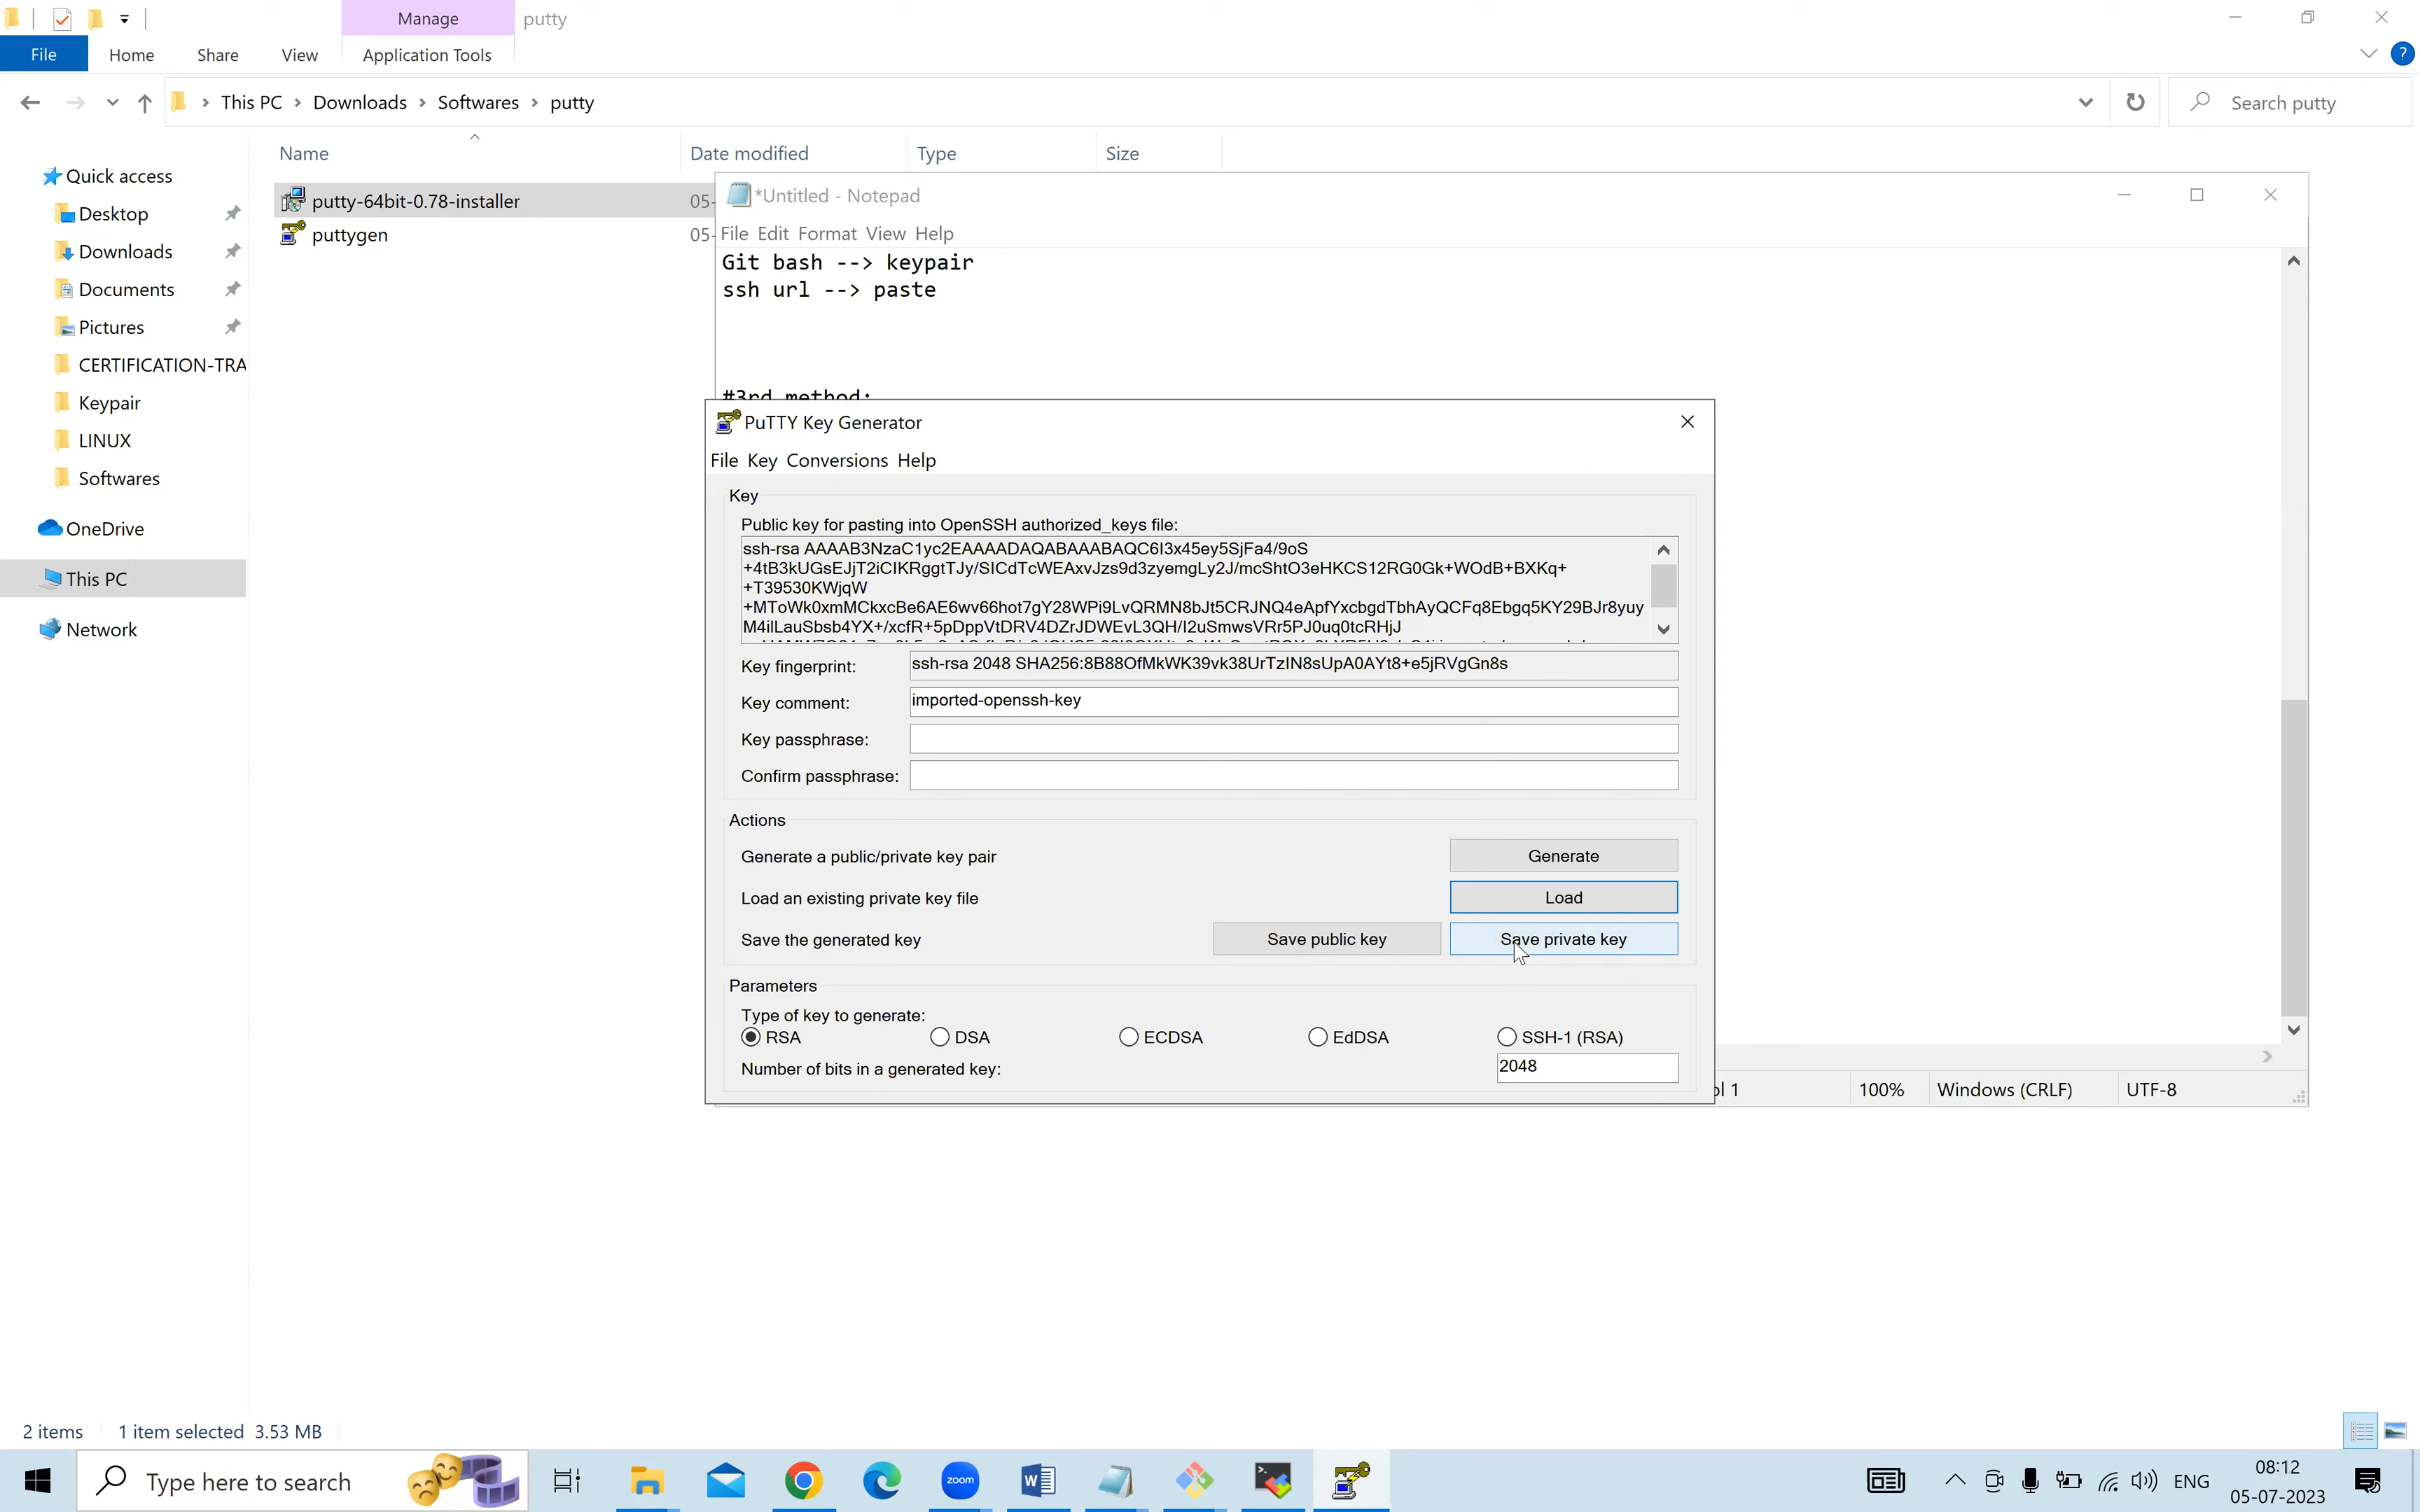 Manage
putty
File
Home
Share
View
Application Tools
This PC > Downloads > Softwares > putty
Search putty
Name
Date modified
Type
Size
Quick access
Desktop
Downloads
Documents
Pictures
CERTIFICATION-TRA
Keypair
LINUX
Softwares
OneDrive
This PC
Network
putty-64bit-0.78-installer
05-
puttygen
05-
*Untitled - Notepad
File Edit Format View Help
Git bash --> keypair
ssh url --> paste
#3rd method:
PuTTY Key Generator
File Key Conversions Help
Key
Public key for pasting into OpenSSH authorized_keys file:
ssh-rsa AAAAB3NzaC1yc2EAAAADAQABAAABAQC6I3x45ey5SjFa4/9oS
+4tB3kUGsEJjT2iCIKRggtTJy/SICdTcWEAxvJzs9d3zyemgLy2J/mcShtO3eHKCS12RG0Gk+WOdB+BXKq+
+T39530KWjqW
+MToWk0xmMCkxcBe6AE6wv66hot7gY28WPi9LvQRMN8bJt5CRJNQ4eApfYxcbgdTbhAyQCFq8Ebgq5KY29BJr8yuy
M4ilLauSbsb4YX+/xcfR+5pDppVtDRV4DZrJDWEvL3QH/I2uSmwsVRr5PJ0uq0tcRHjJ
Key fingerprint:
ssh-rsa 2048 SHA256:8B88OfMkWK39vk38UrTzIN8sUpA0AYt8+e5jRVgGn8s
Key comment:
imported-openssh-key
Key passphrase:
Confirm passphrase:
Actions
Generate a public/private key pair
Generate
Load an existing private key file
Load
Save the generated key
Save public key
Save private key
Parameters
Type of key to generate:
RSA
DSA
ECDSA
EdDSA
SSH-1 (RSA)
Number of bits in a generated key:
2048
ol 1
100%
Windows (CRLF)
UTF-8
2 items
1 item selected 3.53 MB
Type here to search
zoom
ENG
08:12
05-07-2023